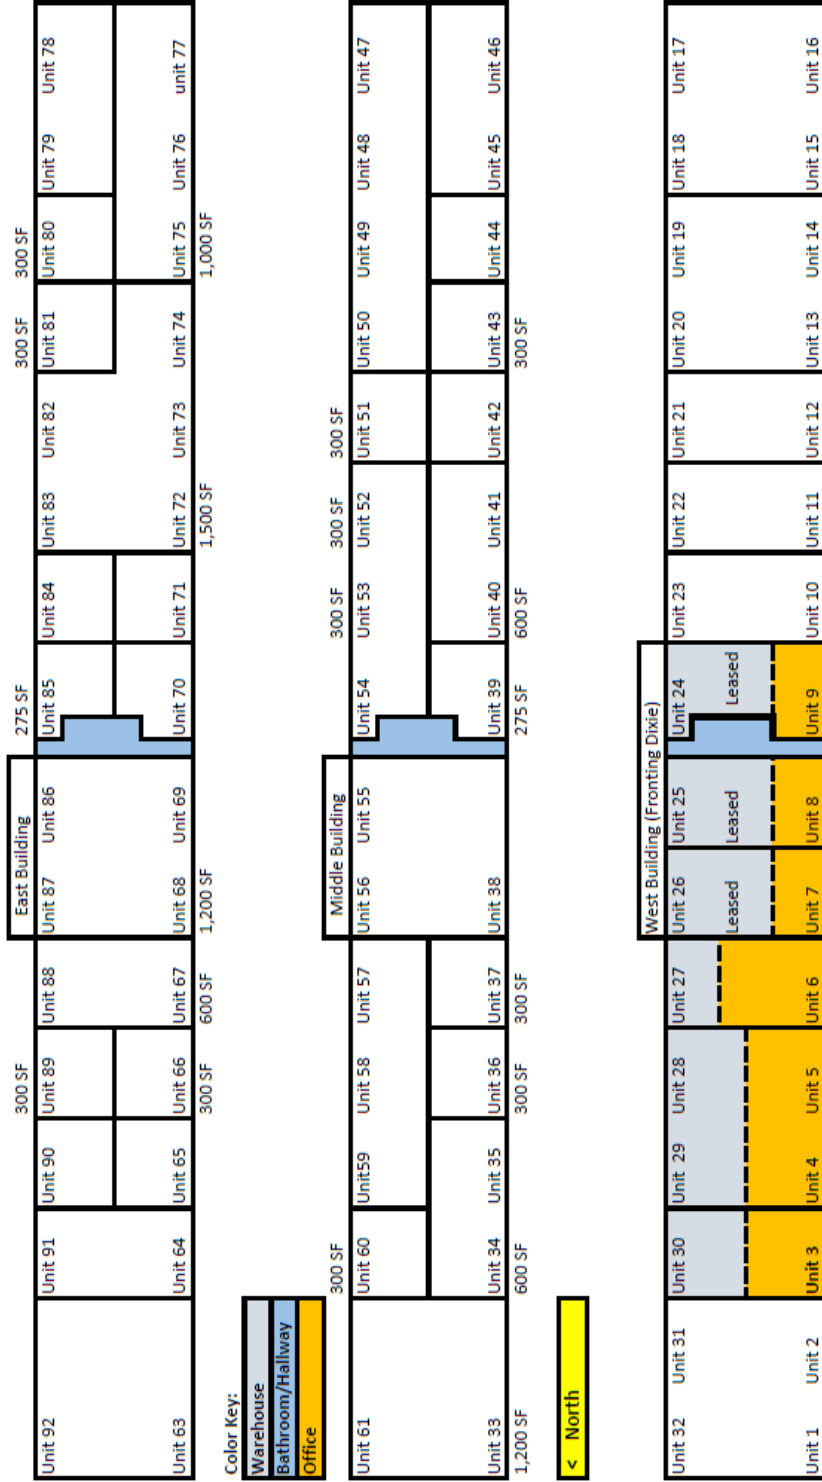 East Building
300 SF
275 SF
300 SF
300 SF
Unit 92
Unit 91
Unit 90
Unit 89
Unit 88
Unit 87
Unit 86
Unit 85
Unit 84
Unit 83
Unit 82
Unit 81
Unit 80
Unit 79
Unit 78
Unit 63
Unit 64
Unit 65
Unit 66
Unit 67
Unit 68
Unit 69
Unit 70
Unit 71
Unit 72
Unit 73
Unit 74
Unit 75
Unit 76
unit 77
300 SF
600 SF
1,200 SF
1,500 SF
1,000 SF
Color Key:
Warehouse
Bathroom/Hallway
Office
Middle Building
300 SF
300 SF
300 SF
300 SF
Unit 61
Unit 60
Unit59
Unit 58
Unit 57
Unit 56
Unit 55
Unit 54
Unit 53
Unit 52
Unit 51
Unit 50
Unit 49
Unit 48
Unit 47
Unit 33
Unit 34
Unit 35
Unit 36
Unit 37
Unit 38
Unit 39
Unit 40
Unit 41
Unit 42
Unit 43
Unit 44
Unit 45
Unit 46
1,200 SF
600 SF
300 SF
300 SF
275 SF
600 SF
300 SF
< North
West Building (Fronting Dixie)
Unit 32
Unit 31
Unit 30
Unit 29
Unit 28
Unit 27
Unit 26
Unit 25
Unit 24
Unit 23
Unit 22
Unit 21
Unit 20
Unit 19
Unit 18
Unit 17
Leased
Leased
Leased
Unit 1
Unit 2
Unit 3
Unit 4
Unit 5
Unit 6
Unit 7
Unit 8
Unit 9
Unit 10
Unit 11
Unit 12
Unit 13
Unit 14
Unit 15
Unit 16